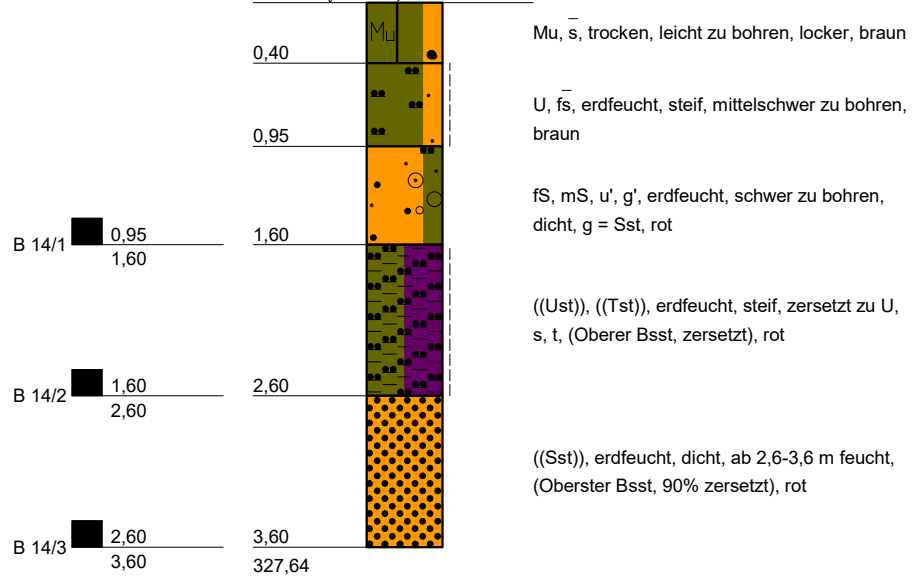 Mu
Mu, s̅, trocken, leicht zu bohren, locker, braun
0,40
U, fs̅, erdfeucht, steif, mittelschwer zu bohren,
braun
0,95
fS, mS, u', g', erdfeucht, schwer zu bohren,
dicht, g = Sst, rot
B 14/1
0,95
1,60
1,60
((Ust)), ((Tst)), erdfeucht, steif, zersetzt zu U,
s, t, (Oberer Bsst, zersetzt), rot
B 14/2
1,60
2,60
2,60
((Sst)), erdfeucht, dicht, ab 2,6-3,6 m feucht,
(Oberster Bsst, 90% zersetzt), rot
B 14/3
2,60
3,60
3,60
327,64